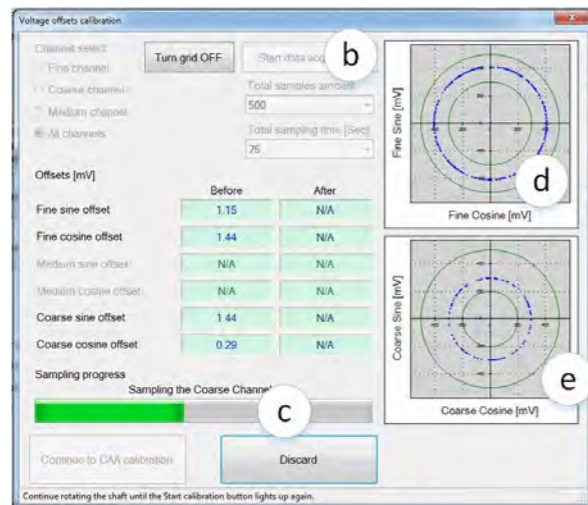 Voltage offsets calibration
Channel select
Fine channel
Coarse channel
Medium channel
All channels
Turn grid OFF
Start data acq
b
Total samples amount
500
Total sampling time [Sec]
75
Offsets [mV]
Before After
Fine sine offset 1.15 N/A
Fine cosine offset 1.44 N/A
Medium sine offset N/A N/A
Medium cosine offset N/A N/A
Coarse sine offset 1.44 N/A
Coarse cosine offset 0.29 N/A
Sampling progress
Sampling the Coarse Channel
c
Continue to CAA calibration
Discard
Continue rotating the shaft until the Start calibration button lights up again.
Fine Sine [mV]
d
Fine Cosine [mV]
Coarse Sine [mV]
e
Coarse Cosine [mV]